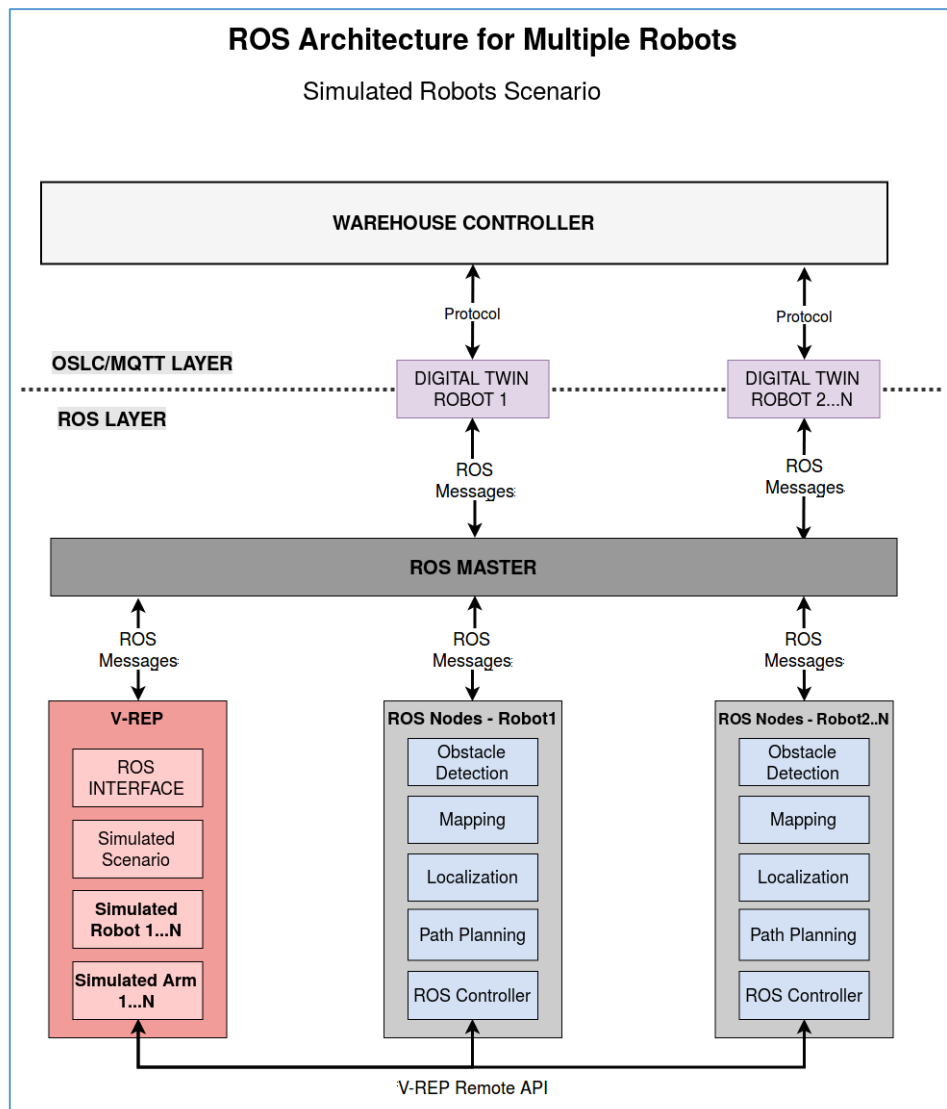 ROS Architecture for Multiple Robots
Simulated Robots Scenario
WAREHOUSE CONTROLLER
Protocol
Protocol
OSLC/MQTT LAYER
DIGITAL TWIN
ROBOT 1
DIGITAL TWIN
ROBOT 2...N
ROS LAYER
ROS
Messages
ROS
Messages
ROS MASTER
ROS
Messages
ROS
Messages
ROS
Messages
V-REP
ROS
INTERFACE
Simulated
Scenario
Simulated
Robot 1...N
Simulated Arm
1...N
ROS Nodes - Robot1
Obstacle
Detection
Mapping
Localization
Path Planning
ROS Controller
ROS Nodes - Robot2..N
Obstacle
Detection
Mapping
Localization
Path Planning
ROS Controller
V-REP Remote API